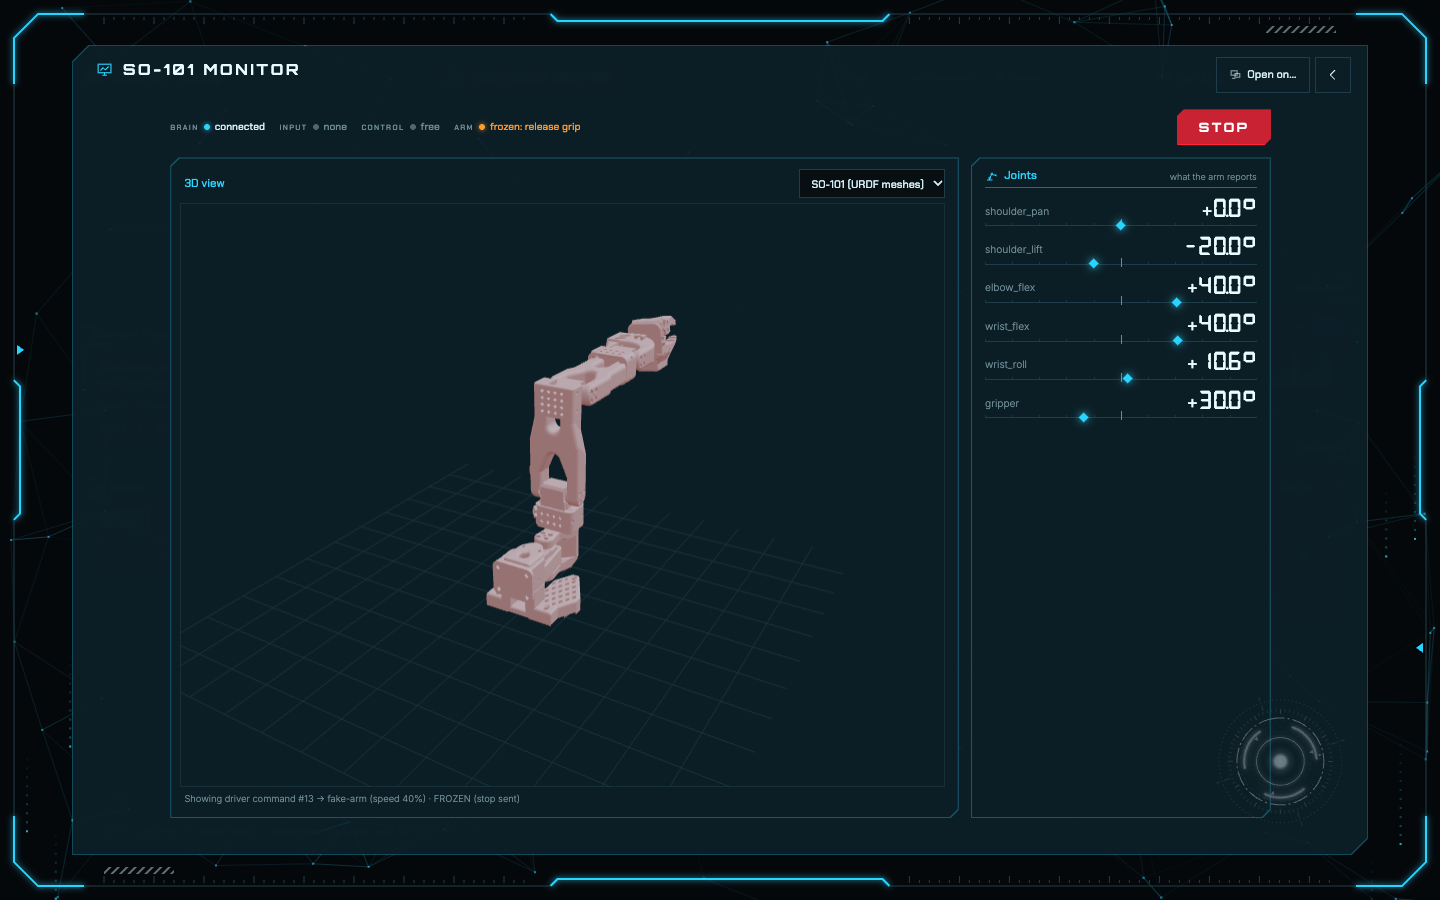 SO-101 MONITOR
Open on...
BRAIN connected INPUT none CONTROL free ARM frozen: release grip
STOP
3D view
SO-101 (URDF meshes)
Showing driver command #13 → fake-arm (speed 40%) · FROZEN (stop sent)
Joints
what the arm reports
shoulder_pan +0.0°
shoulder_lift -20.0°
elbow_flex +40.0°
wrist_flex +40.0°
wrist_roll + 10.6°
gripper +30.0°